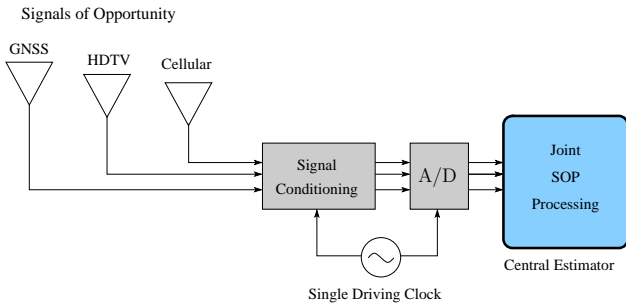 Signals of Opportunity
GNSS
HDTV
Cellular
Signal
Conditioning
A/D
Joint
SOP
Processing
Central Estimator
Single Driving Clock